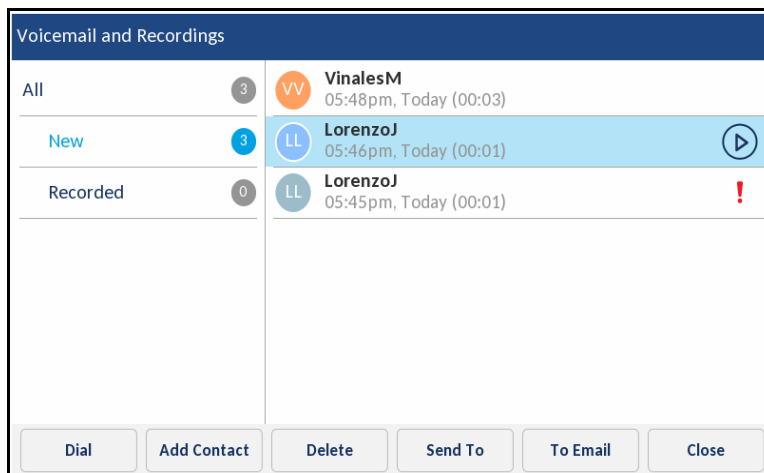 Voicemail and Recordings
All 3
New 3
Recorded 0
VV VinalesM
05:48pm, Today (00:03)
LL LorenzoJ
05:46pm, Today (00:01)
LL LorenzoJ
05:45pm, Today (00:01) !
Dial Add Contact Delete Send To To Email Close